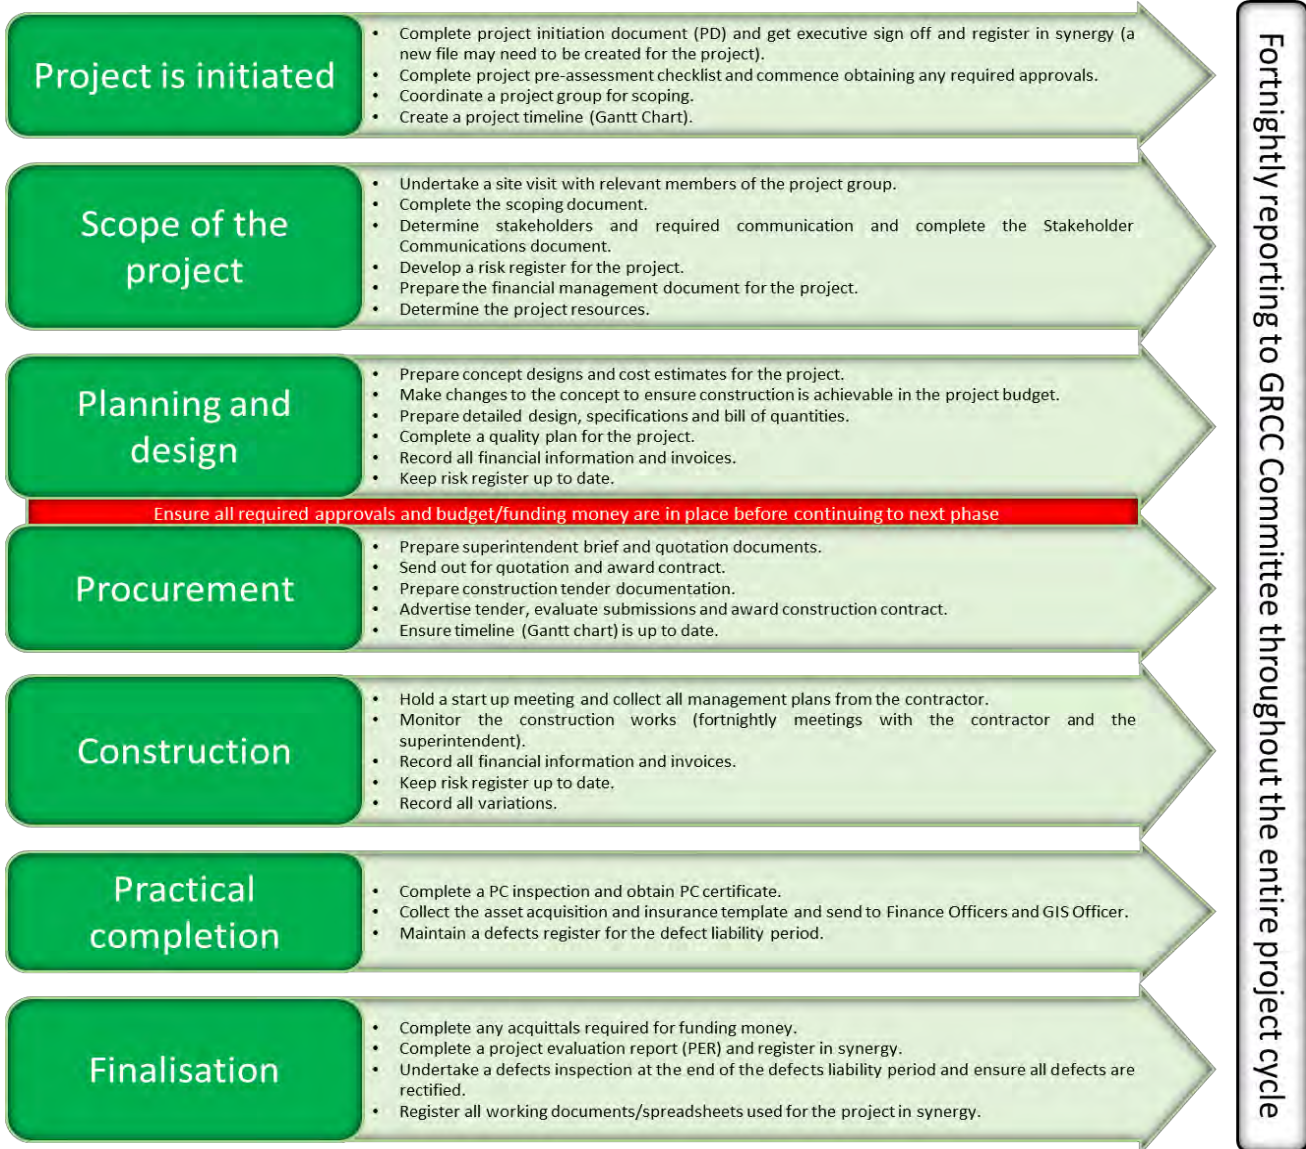 Project is initiated
• Complete project initiation document (PD) and get executive sign off and register in synergy (a
new file may need to be created for the project).
• Complete project pre-assessment checklist and commence obtaining any required approvals.
• Coordinate a project group for scoping.
• Create a project timeline (Gantt Chart).
Scope of the
project
• Undertake a site visit with relevant members of the project group.
• Complete the scoping document.
• Determine stakeholders and required communication and complete the Stakeholder
Communications document.
• Develop a risk register for the project.
• Prepare the financial management document for the project.
• Determine the project resources.
Planning and
design
• Prepare concept designs and cost estimates for the project.
• Make changes to the concept to ensure construction is achievable in the project budget.
• Prepare detailed design, specifications and bill of quantities.
• Complete a quality plan for the project.
• Record all financial information and invoices.
• Keep risk register up to date.
Ensure all required approvals and budget/funding money are in place before continuing to next phase
Procurement
• Prepare superintendent brief and quotation documents.
• Send out for quotation and award contract.
• Prepare construction tender documentation.
• Advertise tender, evaluate submissions and award construction contract.
• Ensure timeline (Gantt chart) is up to date.
Construction
• Hold a start up meeting and collect all management plans from the contractor.
• Monitor the construction works (fortnightly meetings with the contractor and the
superintendent).
• Record all financial information and invoices.
• Keep risk register up to date.
• Record all variations.
Practical
completion
• Complete a PC inspection and obtain PC certificate.
• Collect the asset acquisition and insurance template and send to Finance Officers and GIS Officer.
• Maintain a defects register for the defect liability period.
Finalisation
• Complete any acquittals required for funding money.
• Complete a project evaluation report (PER) and register in synergy.
• Undertake a defects inspection at the end of the defects liability period and ensure all defects are
rectified.
• Register all working documents/spreadsheets used for the project in synergy.
Fortnightly reporting to GRCC Committee throughout the entire project cycle